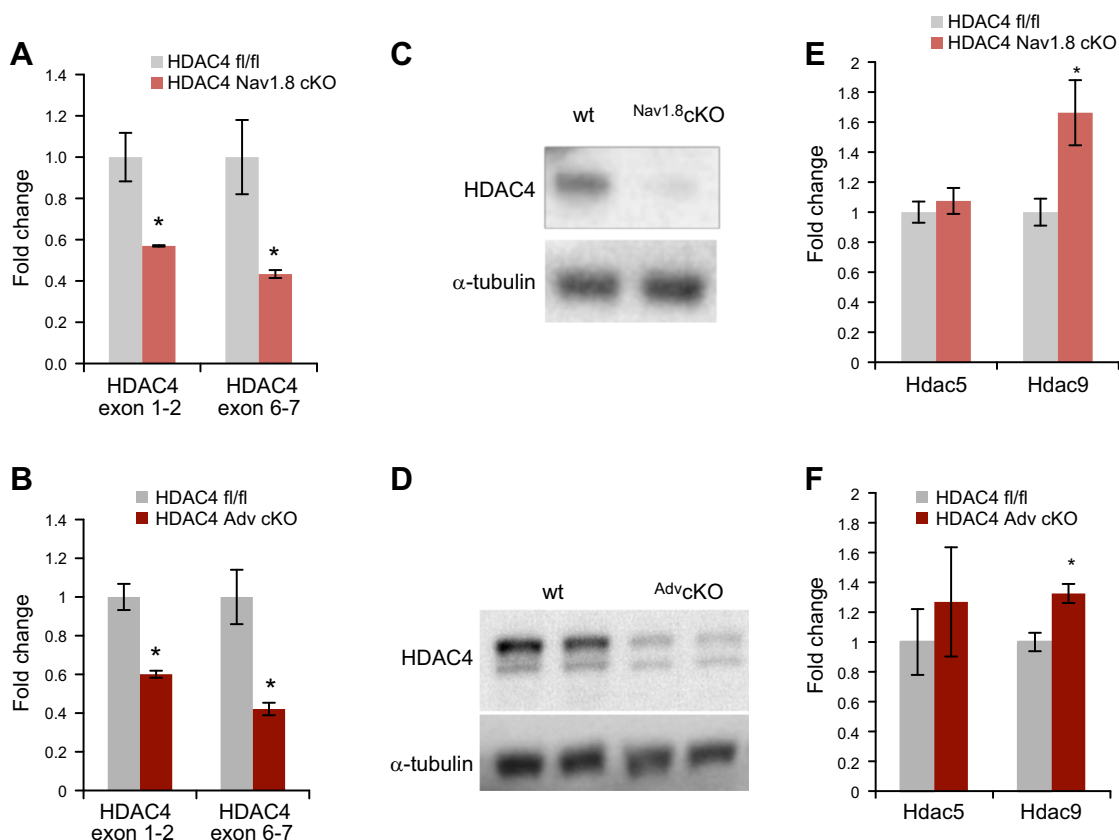 A
HDAC4 fl/fl
HDAC4 Nav1.8 cKO
Fold change
1.4
1.2
1.0
0.8
0.6
0.4
0.2
0.0
*
*
HDAC4
exon 1-2
HDAC4
exon 6-7
B
HDAC4 fl/fl
HDAC4 Adv cKO
Fold change
1.4
1.2
1
0.8
0.6
0.4
0.2
0
*
*
HDAC4
exon 1-2
HDAC4
exon 6-7
C
wt
Nav1.8cKO
HDAC4
α-tubulin
D
wt
AdvcKO
HDAC4
α-tubulin
E
HDAC4 fl/fl
HDAC4 Nav1.8 cKO
Fold change
2
1.8
1.6
1.4
1.2
1
0.8
0.6
0.4
0.2
0
*
Hdac5
Hdac9
F
HDAC4 fl/fl
HDAC4 Adv cKO
Fold change
2
1.8
1.6
1.4
1.2
1
0.8
0.6
0.4
0.2
0
*
Hdac5
Hdac9